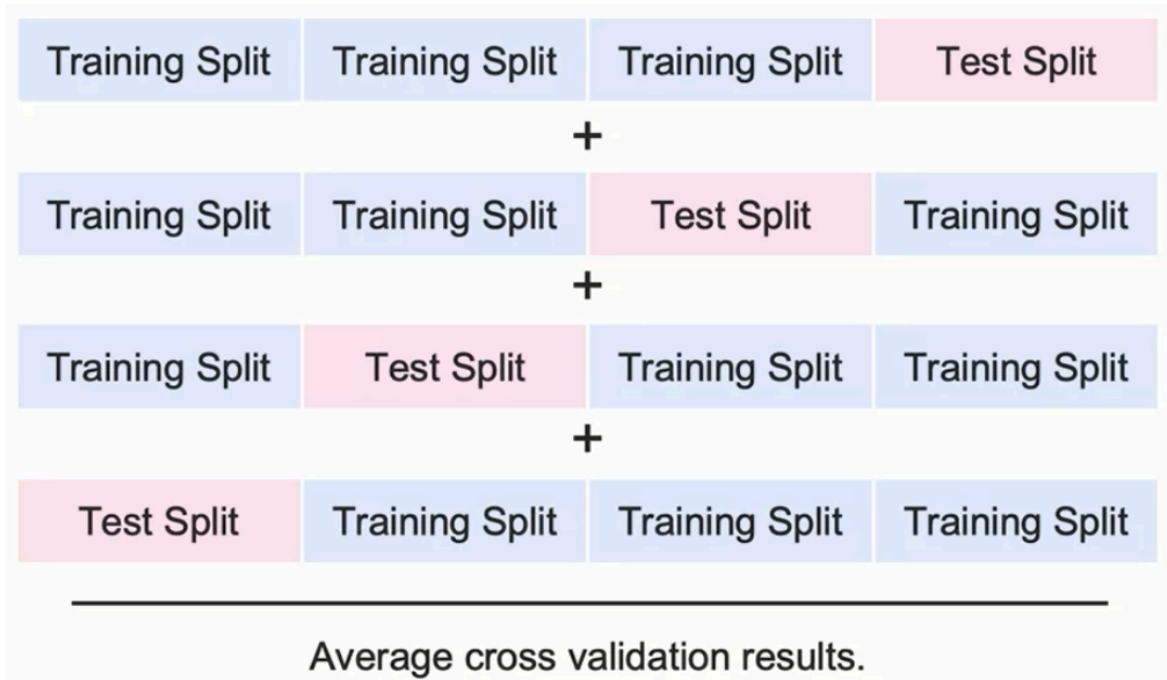 Training Split Training Split Training Split Test Split
+
Training Split Training Split Test Split Training Split
+
Training Split Test Split Training Split Training Split
+
Test Split Training Split Training Split Training Split
Average cross validation results.